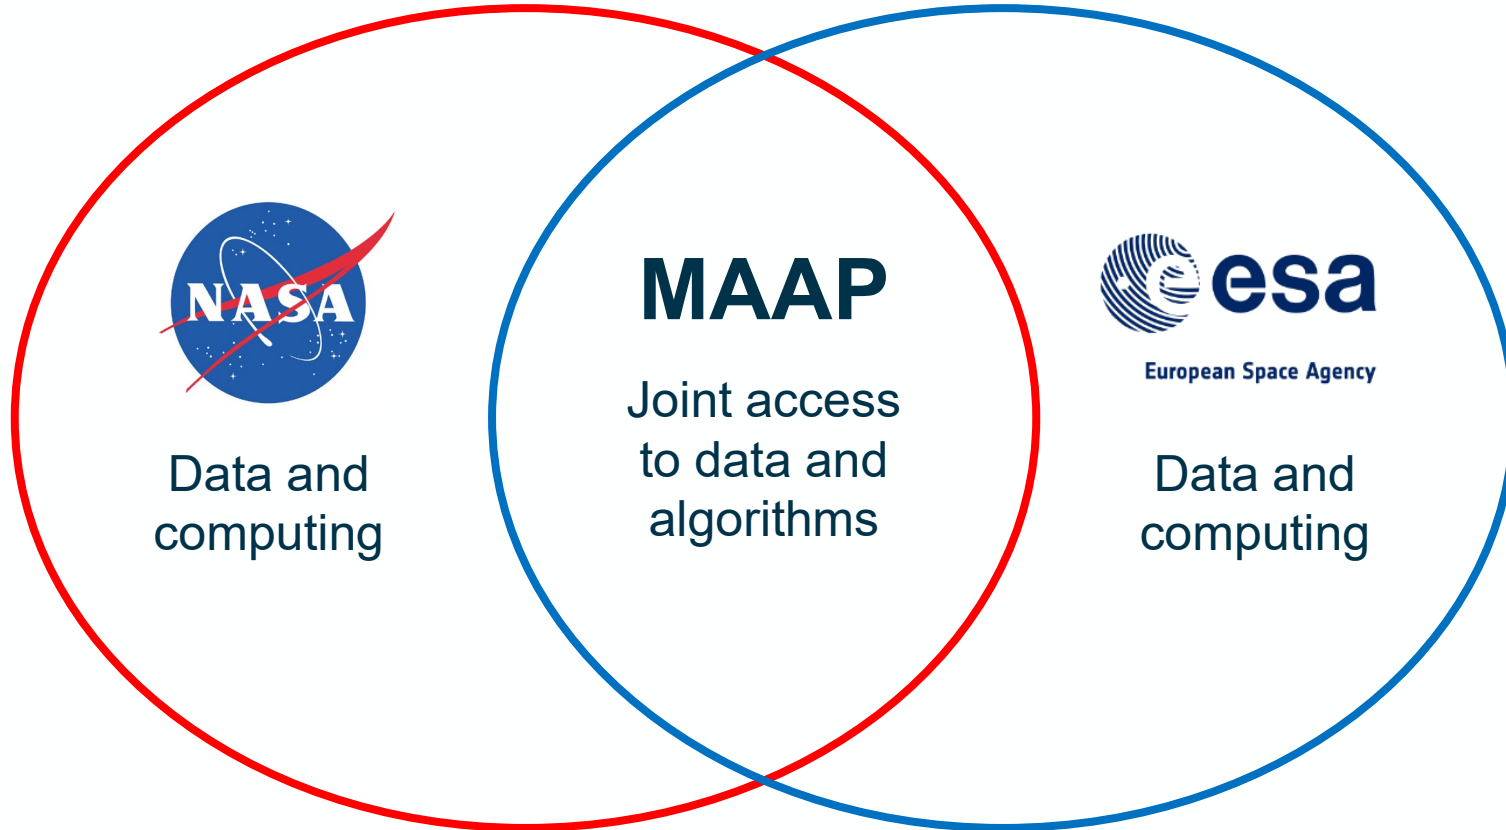 NASA
Data and
computing
MAAP
Joint access
to data and
algorithms
esa
European Space Agency
Data and
computing